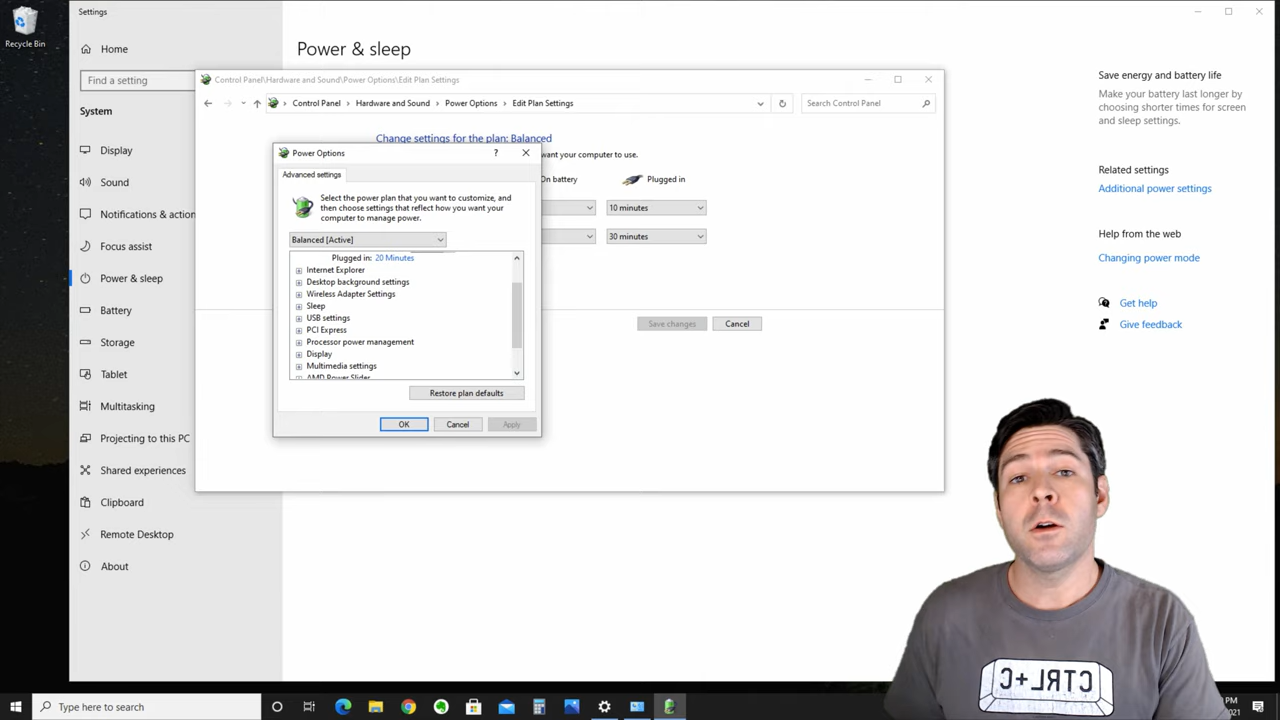 Recycle Bin
Settings
Home
Find a setting
System
Display
Sound
Notifications & action
Focus assist
Power & sleep
Battery
Storage
Tablet
Multitasking
Projecting to this PC
Shared experiences
Clipboard
Remote Desktop
About
Power & sleep
Control Panel\Hardware and Sound\Power Options\Edit Plan Settings
Control Panel > Hardware and Sound > Power Options > Edit Plan Settings
Search Control Panel
Change settings for the plan: Balanced
want your computer to use.
On battery
Plugged in
10 minutes
30 minutes
Save changes
Cancel
Power Options
?
Advanced settings
Select the power plan that you want to customize, and
then choose settings that reflect how you want your
computer to manage power.
Balanced [Active]
Plugged in: 20 Minutes
Internet Explorer
Desktop background settings
Wireless Adapter Settings
Sleep
USB settings
PCI Express
Processor power management
Display
Multimedia settings
AMD Power Slider
Restore plan defaults
OK
Cancel
Apply
Save energy and battery life
Make your battery last longer by
choosing shorter times for screen
and sleep settings.
Related settings
Additional power settings
Help from the web
Changing power mode
Get help
Give feedback
CTRL+C
Type here to search
PM
2021